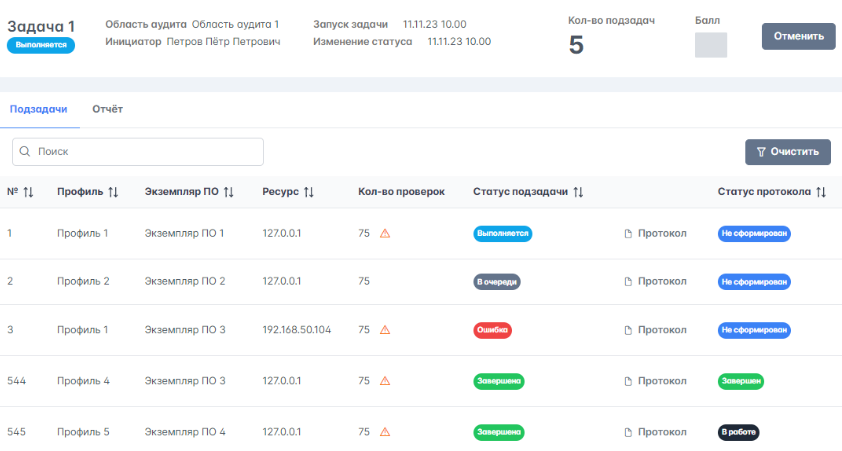 Задача 1
Выполняется
Область аудита Область аудита 1
Инициатор Петров Пётр Петрович
Запуск задачи 11.11.23 10.00
Изменение статуса 11.11.23 10.00
Кол-во подзадач
5
Балл
Отменить
Подзадачи Отчёт
Поиск
Очистить
№ Профиль Экземпляр ПО Ресурс Кол-во проверок Статус подзадачи Статус протокола
1 Профиль 1 Экземпляр ПО 1 127.0.0.1 75 Выполняется Протокол Не сформирован
2 Профиль 2 Экземпляр ПО 2 127.0.0.1 75 В очереди Протокол Не сформирован
3 Профиль 1 Экземпляр ПО 3 192.168.50.104 75 Ошибка Протокол Не сформирован
544 Профиль 4 Экземпляр ПО 3 127.0.0.1 75 Завершена Протокол Завершен
545 Профиль 5 Экземпляр ПО 4 127.0.0.1 75 Завершена Протокол В работе